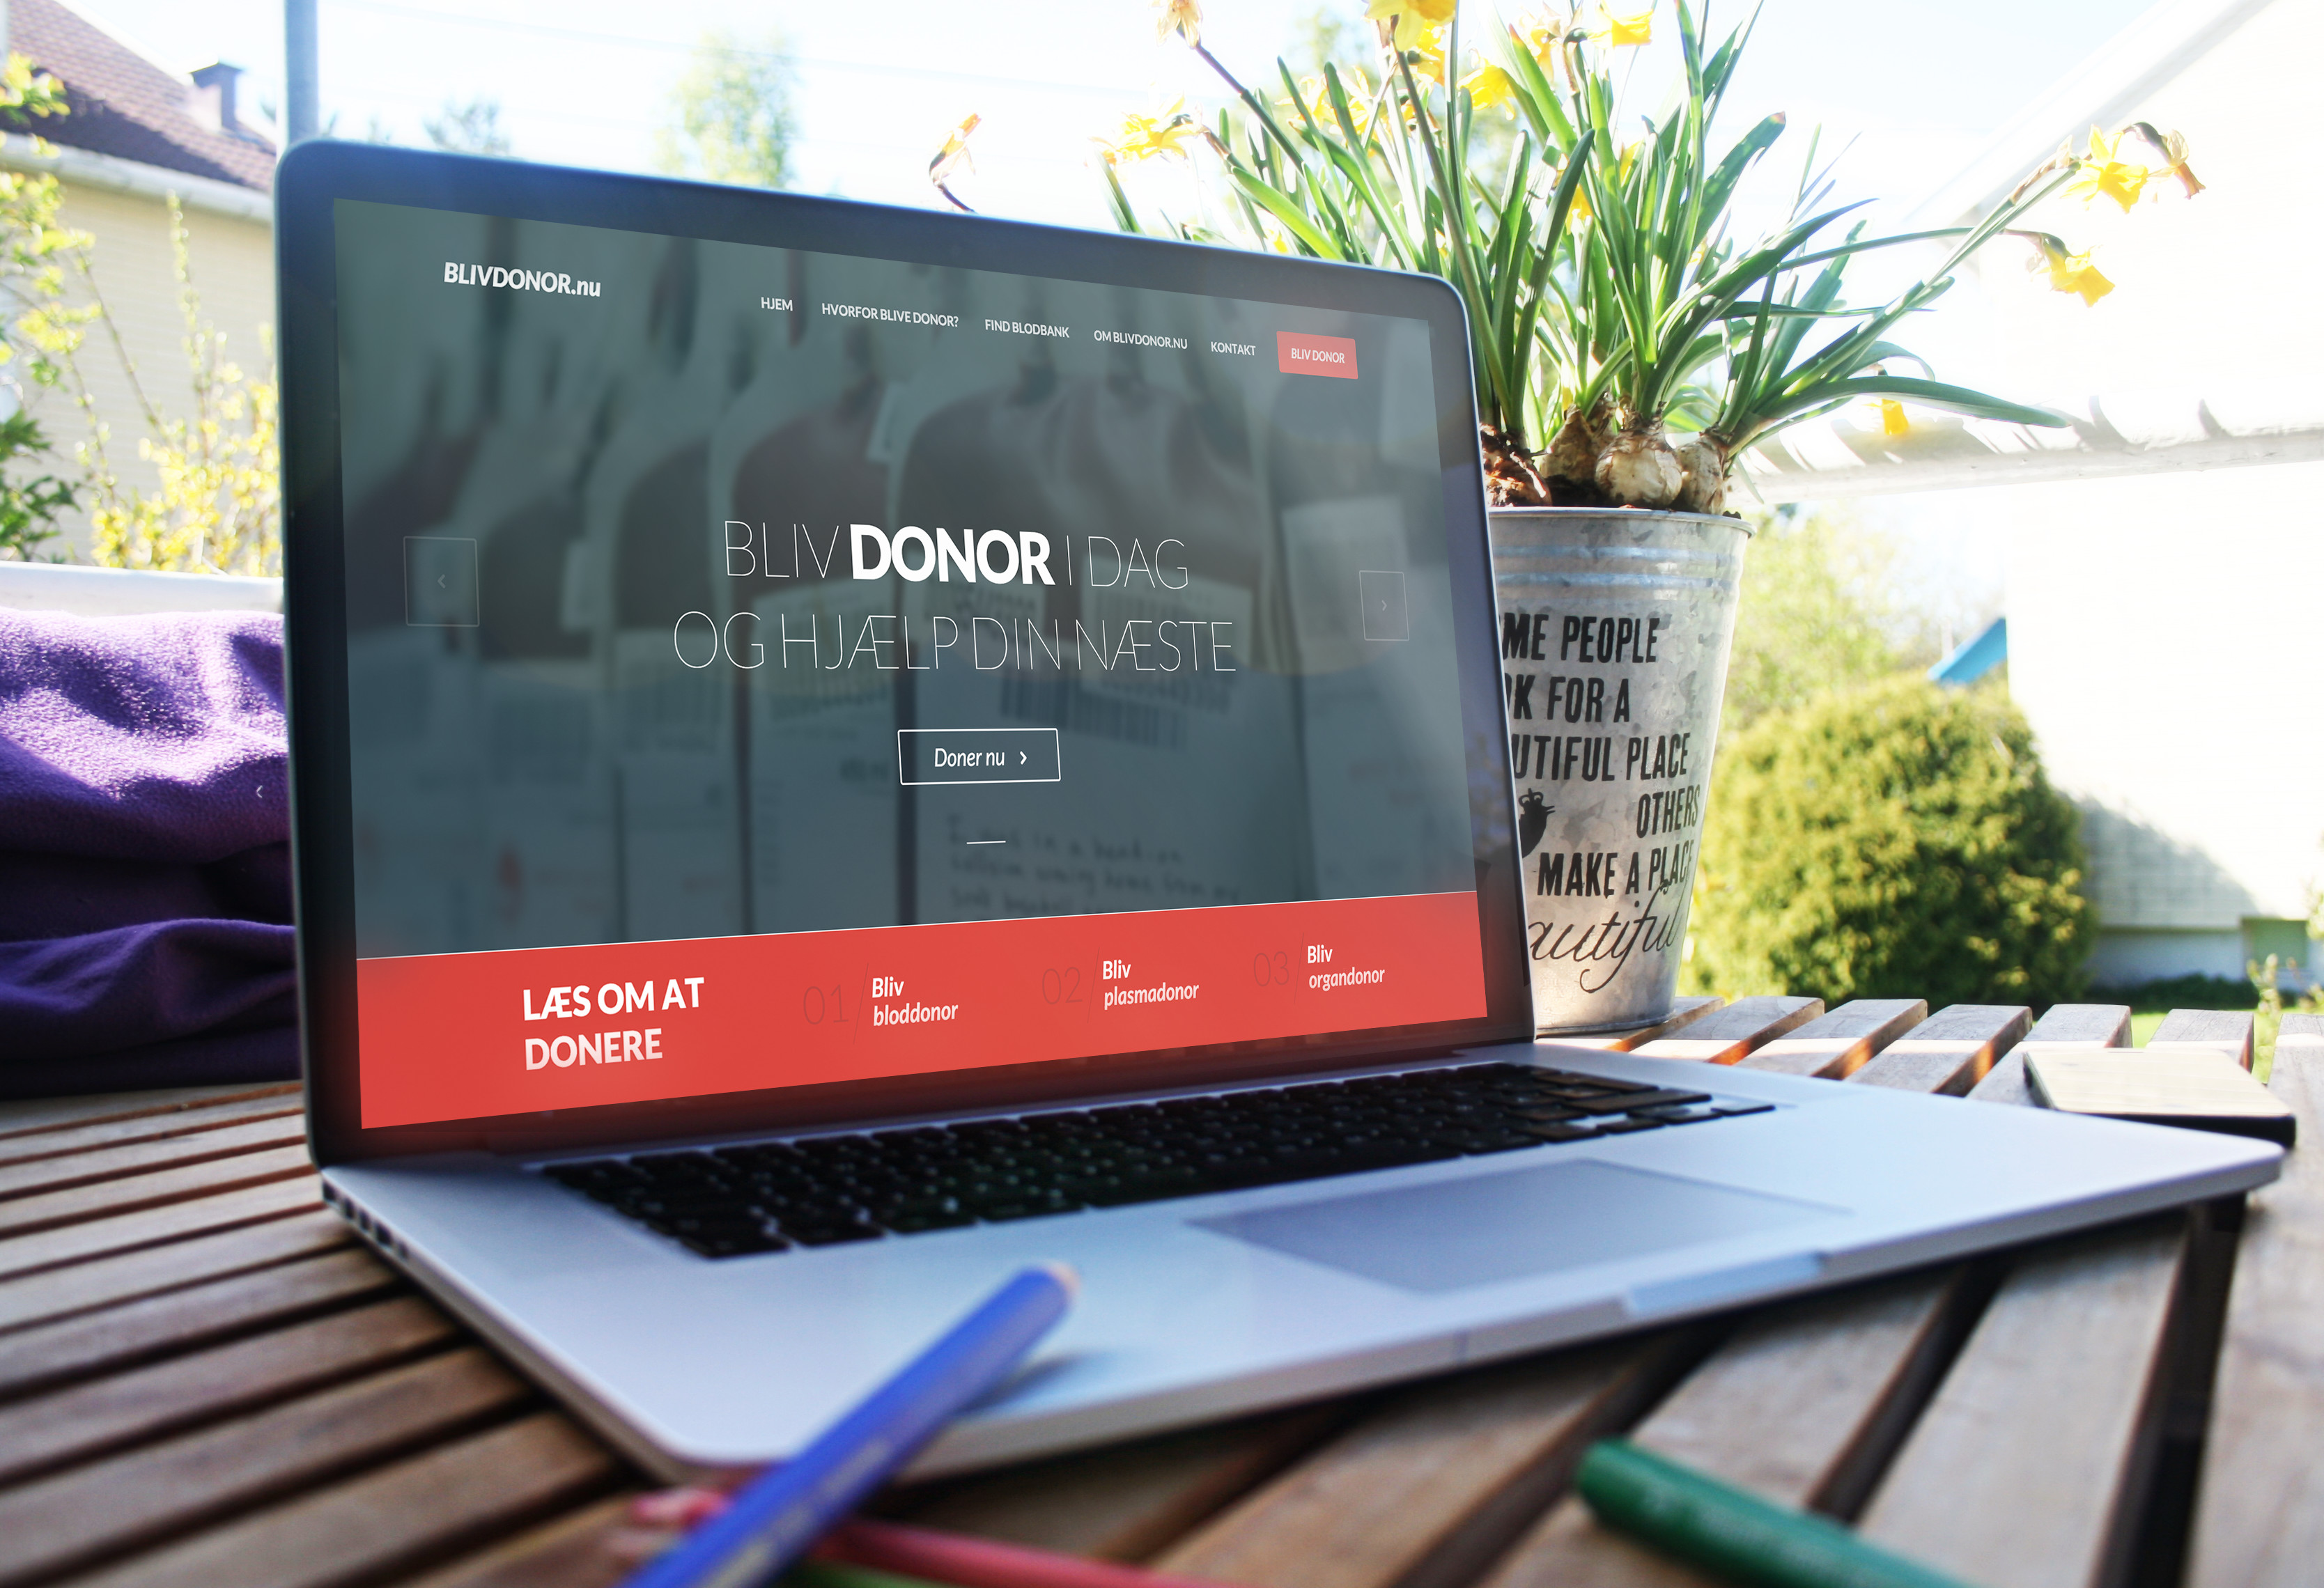 BLIVDONOR.nu
HJEM
HVORFOR BLIVE DONOR?
FIND BLODBANK
OM BLIVDONOR.NU
KONTAKT
BLIV DONOR
BLIV DONOR I DAG
OG HJÆLP DIN NÆSTE
Doner nu
LÆS OM AT
DONERE
01
Bliv
bloddonor
02
Bliv
plasmadonor
03
Bliv
organdonor
ME PEOPLE
K FOR A
UTIFUL PLACE
OTHERS
MAKE A PLACE
autiful